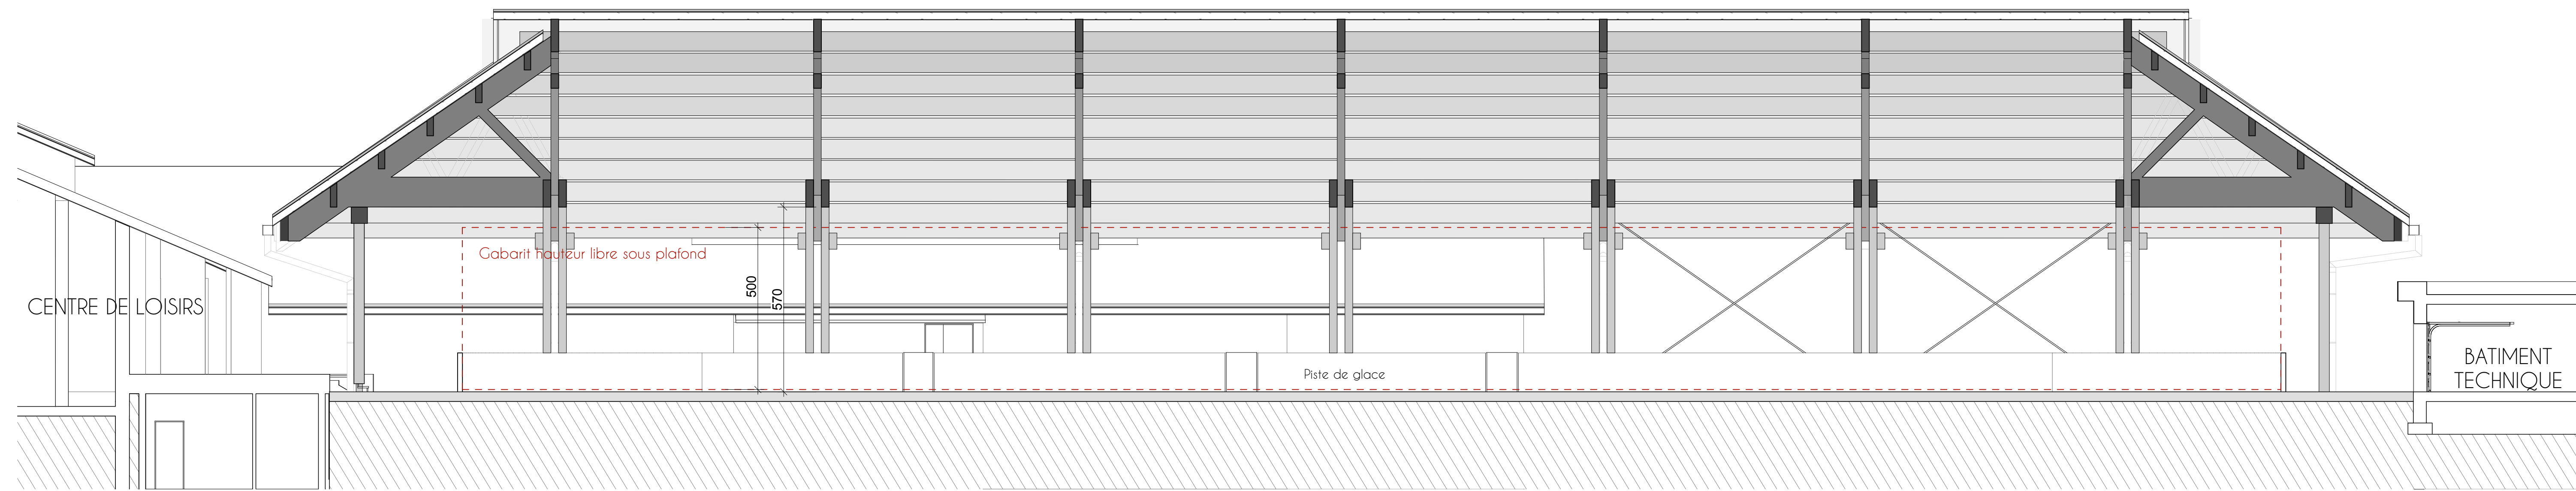 Gabarit hauteur libre sous plafond
500
570
CENTRE DE LOISIRS
Piste de glace
BATIMENT
TECHNIQUE